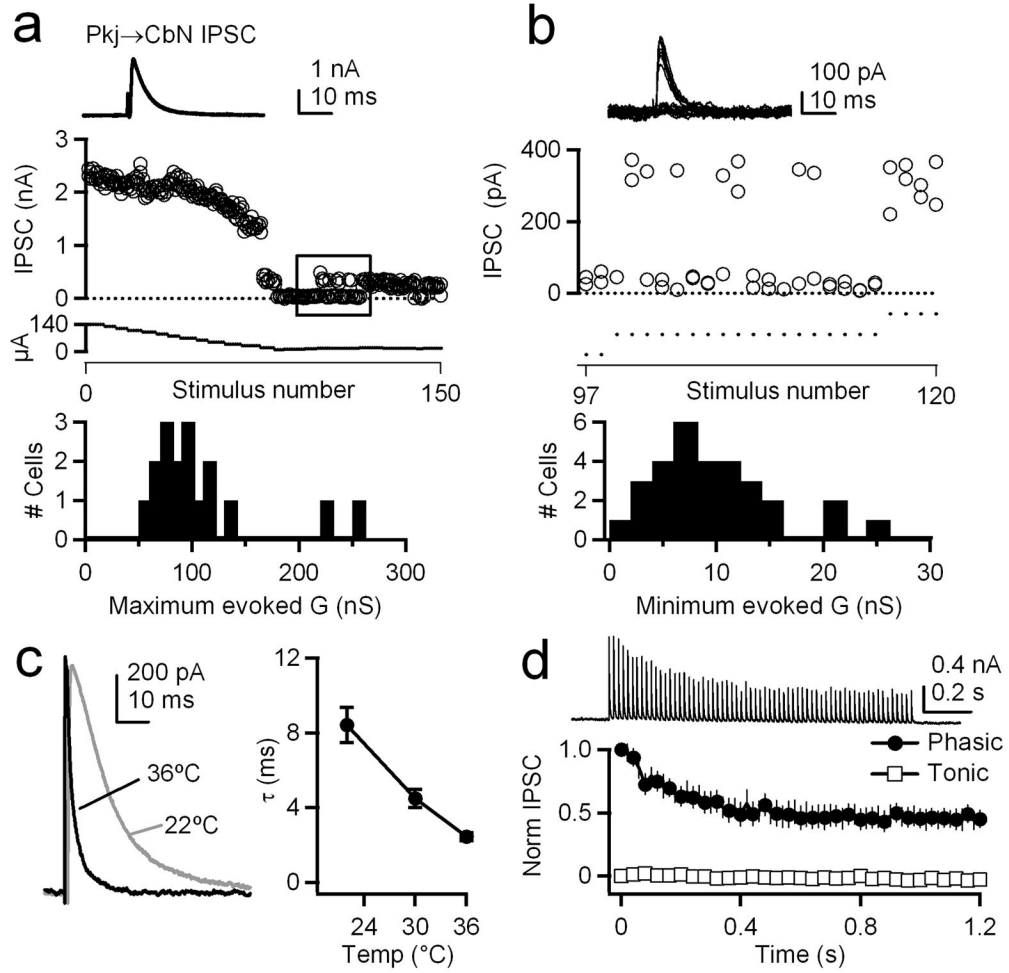 a
Pkj→CbN IPSC
1 nA
10 ms
IPSC (nA)
3
2
1
0
µA
140
0
0
Stimulus number
150
# Cells
3
2
1
0
0
100
200
300
Maximum evoked G (nS)
b
100 pA
10 ms
IPSC (pA)
400
200
0
97
Stimulus number
120
# Cells
6
4
2
0
0
10
20
30
Minimum evoked G (nS)
c
200 pA
10 ms
36ºC
22ºC
τ (ms)
12
8
4
0
24
30
36
Temp (°C)
d
0.4 nA
0.2 s
Phasic
Tonic
Norm IPSC
1.0
0.5
0
0
0.4
0.8
1.2
Time (s)